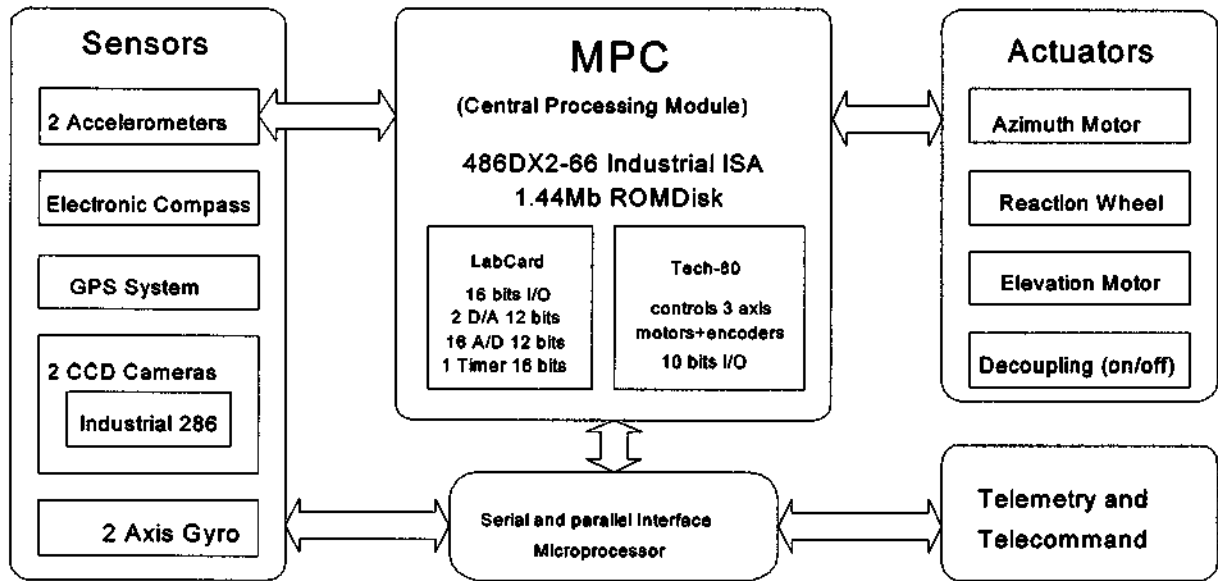 Sensors
2 Accelerometers
Electronic Compass
GPS System
2 CCD Cameras
Industrial 286
2 Axis Gyro
MPC
(Central Processing Module)
486DX2-66 Industrial ISA
1.44Mb ROMDisk
LabCard
16 bits I/O
2 D/A 12 bits
16 A/D 12 bits
1 Timer 16 bits
Tech-80
controls 3 axis
motors+encoders
10 bits I/O
Serial and parallel Interface
Microprocessor
Actuators
Azimuth Motor
Reaction Wheel
Elevation Motor
Decoupling (on/off)
Telemetry and
Telecommand